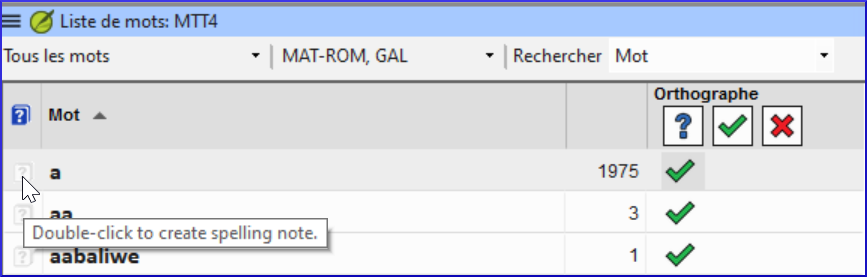 Liste de mots: MTT4
Tous les mots MAT-ROM, GAL Rechercher Mot
Orthographe
Mot
a 1975
aa 3
Double-click to create spelling note.
aabaliwe 1